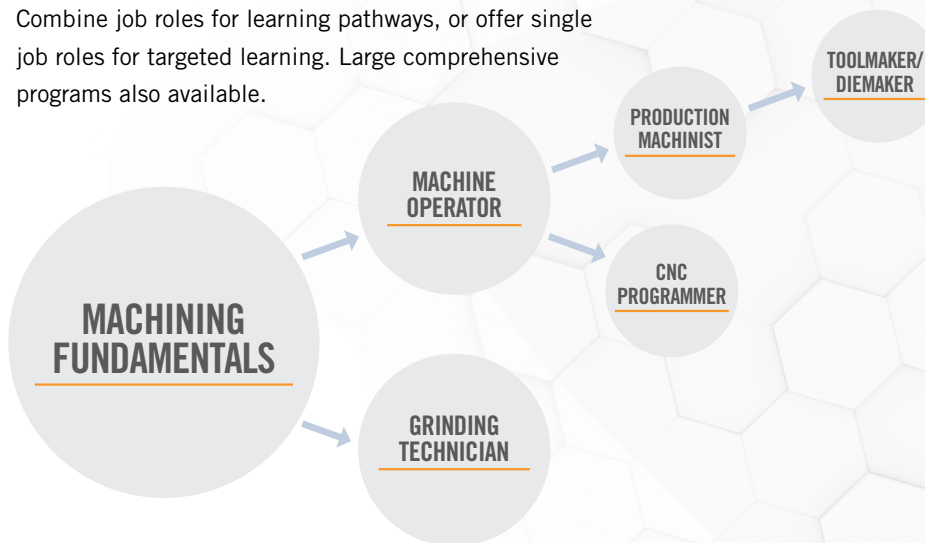 Combine job roles for learning pathways, or offer single
job roles for targeted learning. Large comprehensive
programs also available.
TOOLMAKER/
DIEMAKER
PRODUCTION
MACHINIST
MACHINE
OPERATOR
CNC
PROGRAMMER
MACHINING
FUNDAMENTALS
GRINDING
TECHNICIAN